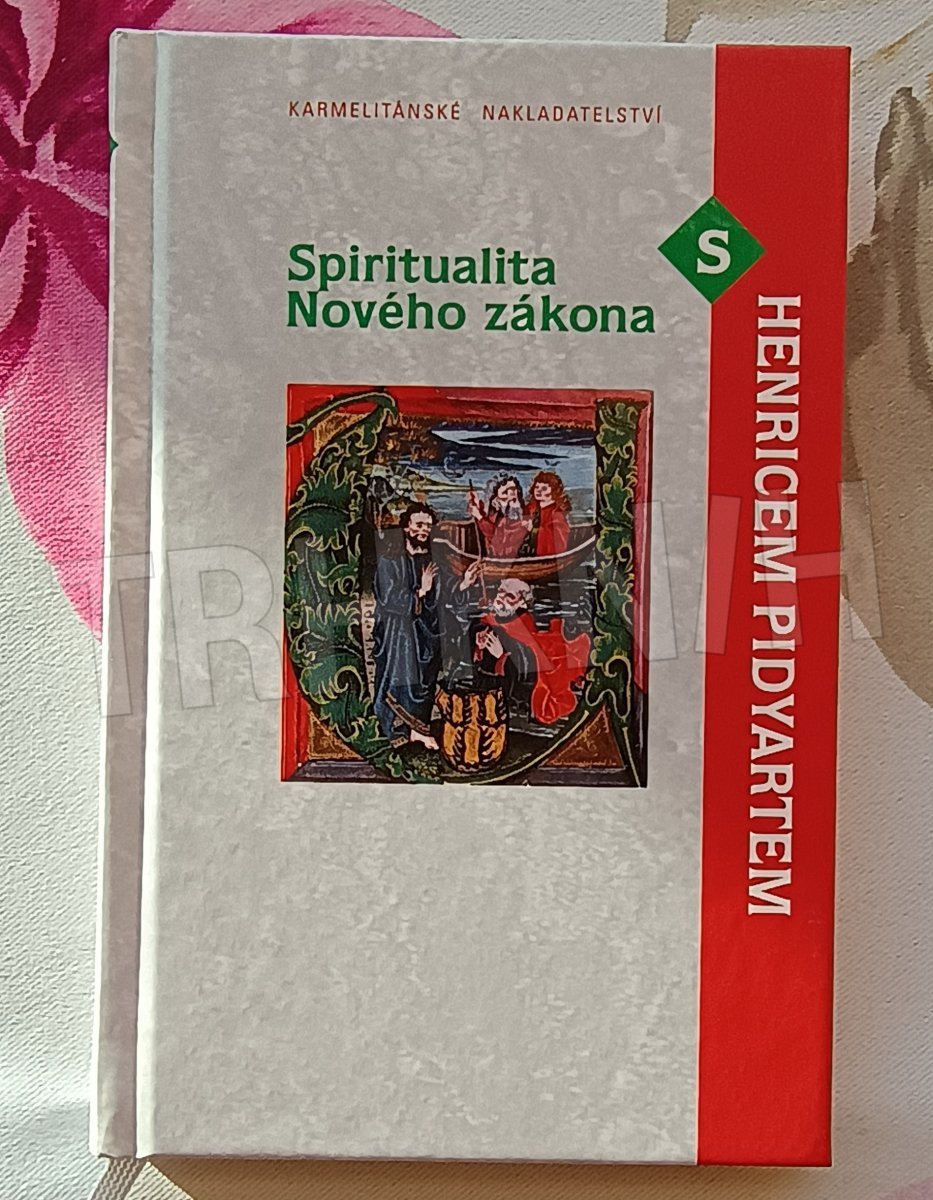 KARMELITÁNSKÉ NAKLADATELSTVÍ
Spiritualita
Nového zákona
S
HENRICEM PIDYARTEM